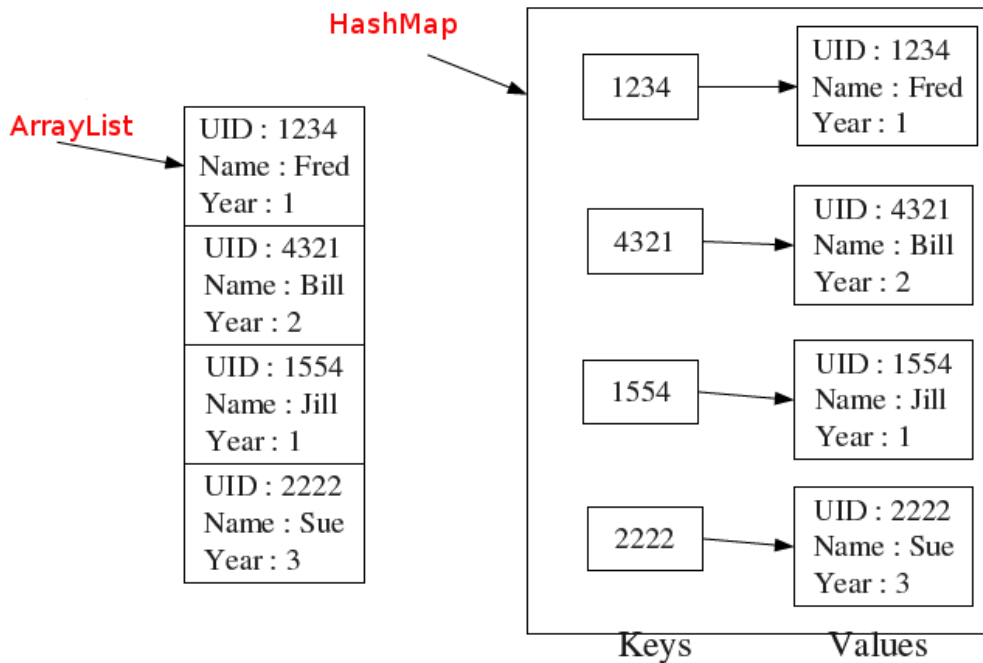 HashMap
ArrayList
UID : 1234
Name : Fred
Year : 1
UID : 4321
Name : Bill
Year : 2
UID : 1554
Name : Jill
Year : 1
UID : 2222
Name : Sue
Year : 3
1234
UID : 1234
Name : Fred
Year : 1
4321
UID : 4321
Name : Bill
Year : 2
1554
UID : 1554
Name : Jill
Year : 1
2222
UID : 2222
Name : Sue
Year : 3
Keys
Values